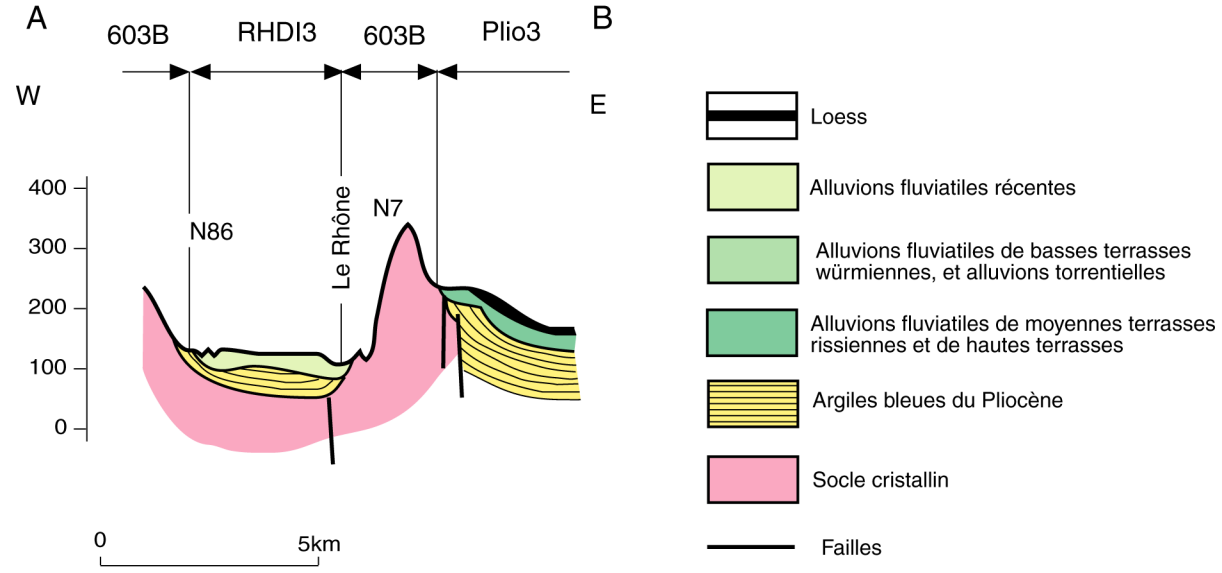 A
B
603B
RHDI3
603B
Plio3
W
E
400
300
200
100
0
N86
Le Rhône
N7
0
5km
Loess
Alluvions fluviatiles récentes
Alluvions fluviatiles de basses terrasses
würmiennes, et alluvions torrentielles
Alluvions fluviatiles de moyennes terrasses
rissiennes et de hautes terrasses
Argiles bleues du Pliocène
Socle cristallin
Failles